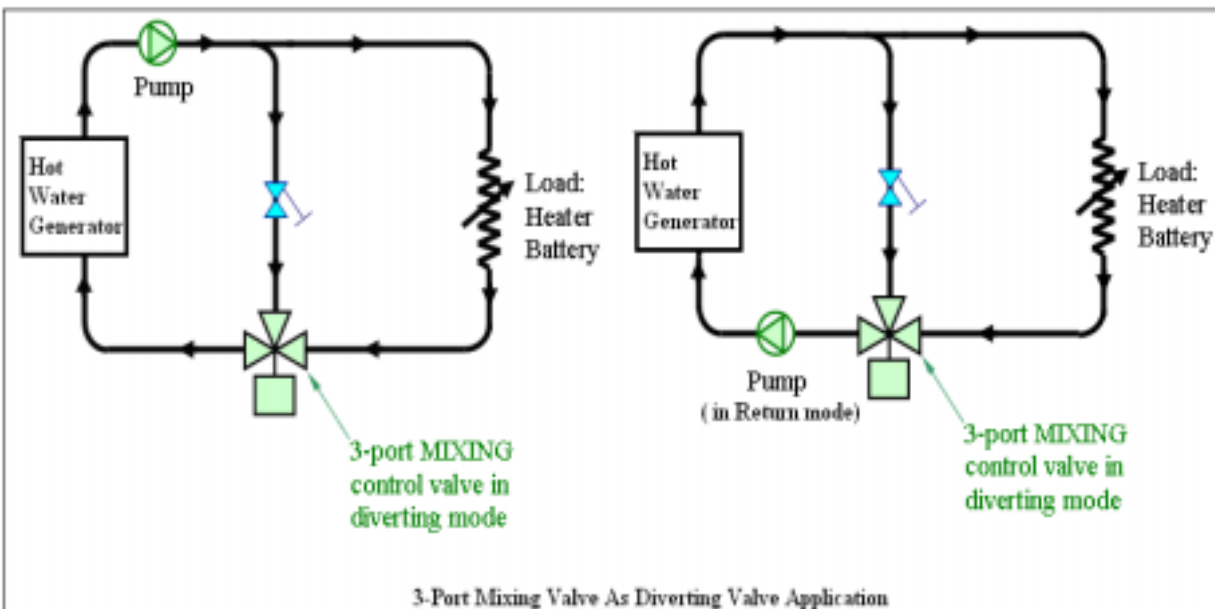 Pump
Hot
Water
Generator
Load:
Heater
Battery
3-port MIXING
control valve in
diverting mode
Hot
Water
Generator
Load:
Heater
Battery
Pump
( in Return mode)
3-port MIXING
control valve in
diverting mode
3-Port Mixing Valve As Diverting Valve Application